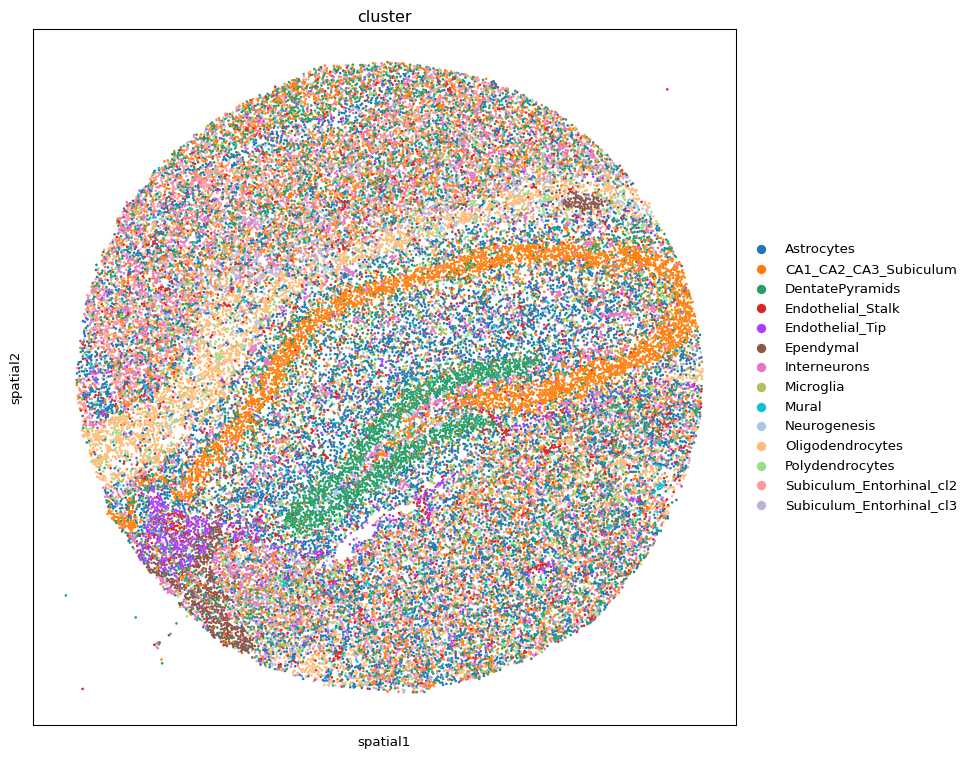 cluster
spatial2
spatial1
Astrocytes
CA1_CA2_CA3_Subiculum
DentatePyramids
Endothelial_Stalk
Endothelial_Tip
Ependymal
Interneurons
Microglia
Mural
Neurogenesis
Oligodendrocytes
Polydendrocytes
Subiculum_Entorhinal_cl2
Subiculum_Entorhinal_cl3